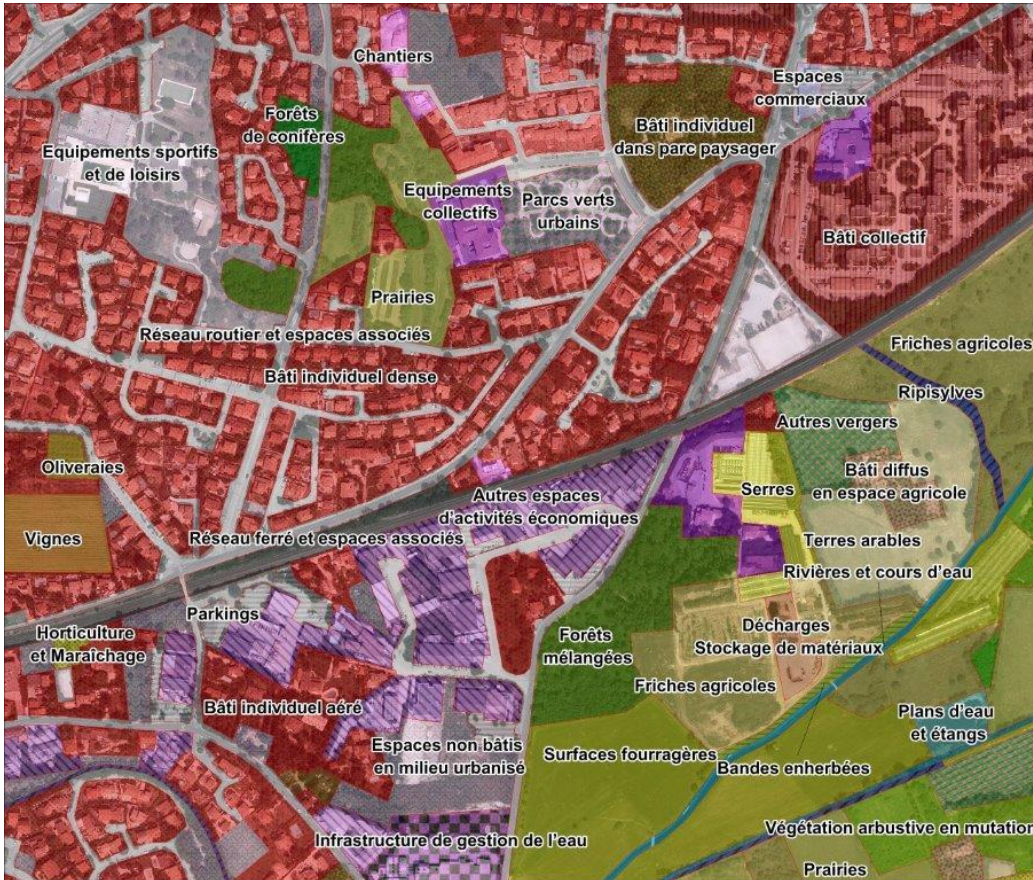 Chantiers
Espaces
commerciaux
Forêts
de conifères
Bâti individuel
dans parc paysager
Equipements sportifs
et de loisirs
Equipements
collectifs
Parcs verts
urbains
Bâti collectif
Prairies
Réseau routier et espaces associés
Friches agricoles
Bâti individuel dense
Ripisylves
Autres vergers
Oliveraies
Bâti diffus
en espace agricole
Serres
Autres espaces
d'activités économiques
Vignes
Réseau ferré et espaces associés
Terres arables
Rivières et cours d'eau
Parkings
Horticulture
et Maraîchage
Forêts
mélangées
Décharges
Stockage de matériaux
Friches agricoles
Bâti individuel aéré
Plans d'eau
et étangs
Espaces non bâtis
en milieu urbanisé
Surfaces fourragères
Bandes enherbées
Végétation arbustive en mutation
Infrastructure de gestion de l'eau
Prairies